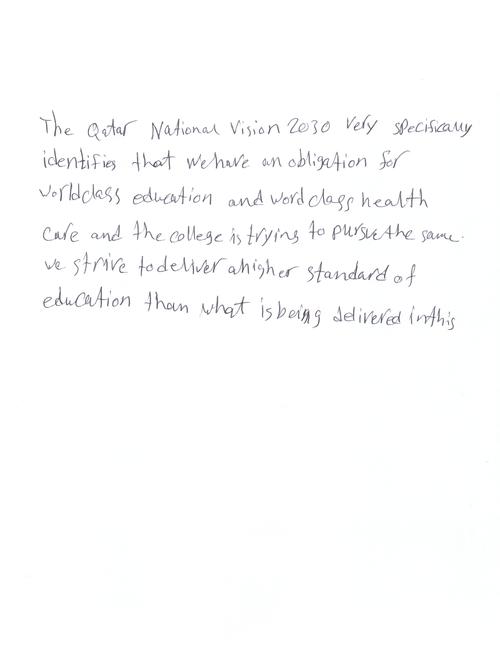 The Qatar National Vision 2030 Very specifically
identifies that we have an obligation for
worldclass education and word class health
care and the college is trying to pursue the same.
we strive to deliver a higher standard of
education than what is being delivered in this